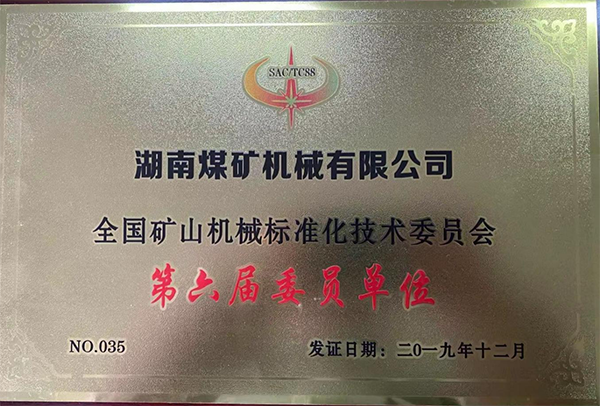 SAC/TC88
湖南煤矿机械有限公司
全国矿山机械标准化技术委员会
第六届委员单位
NO.035 发证日期：二0一九年十二月